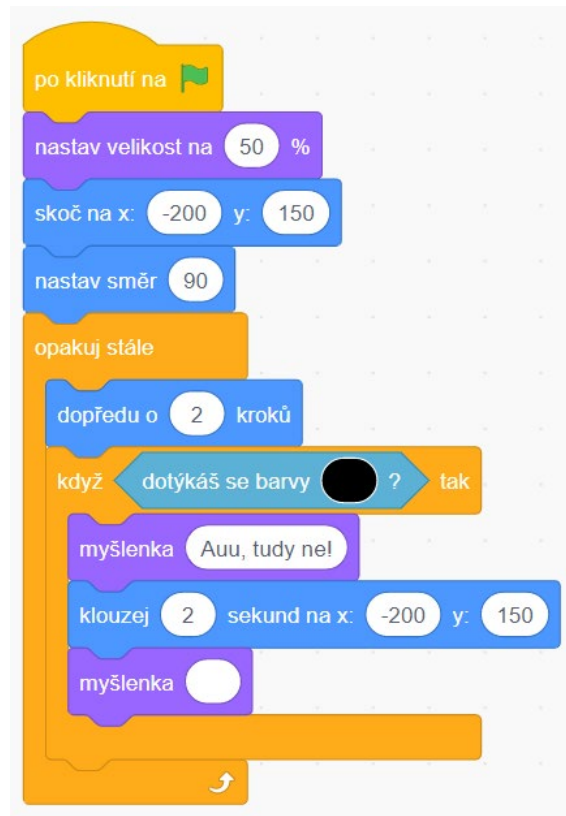 po kliknutí na
nastav velikost na 50 %
skoč na x: -200 y: 150
nastav směr 90
opakuj stále
dopředu o 2 kroků
když dotýkáš se barvy ? tak
myšlenka Auu, tudy ne!
klouzej 2 sekund na x: -200 y: 150
myšlenka